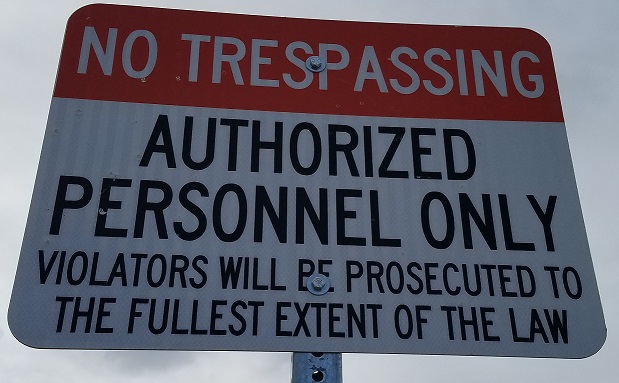 NO TRESPASSING
AUTHORIZED
PERSONNEL ONLY
VIOLATORS WILL BE PROSECUTED TO
THE FULLEST EXTENT OF THE LAW